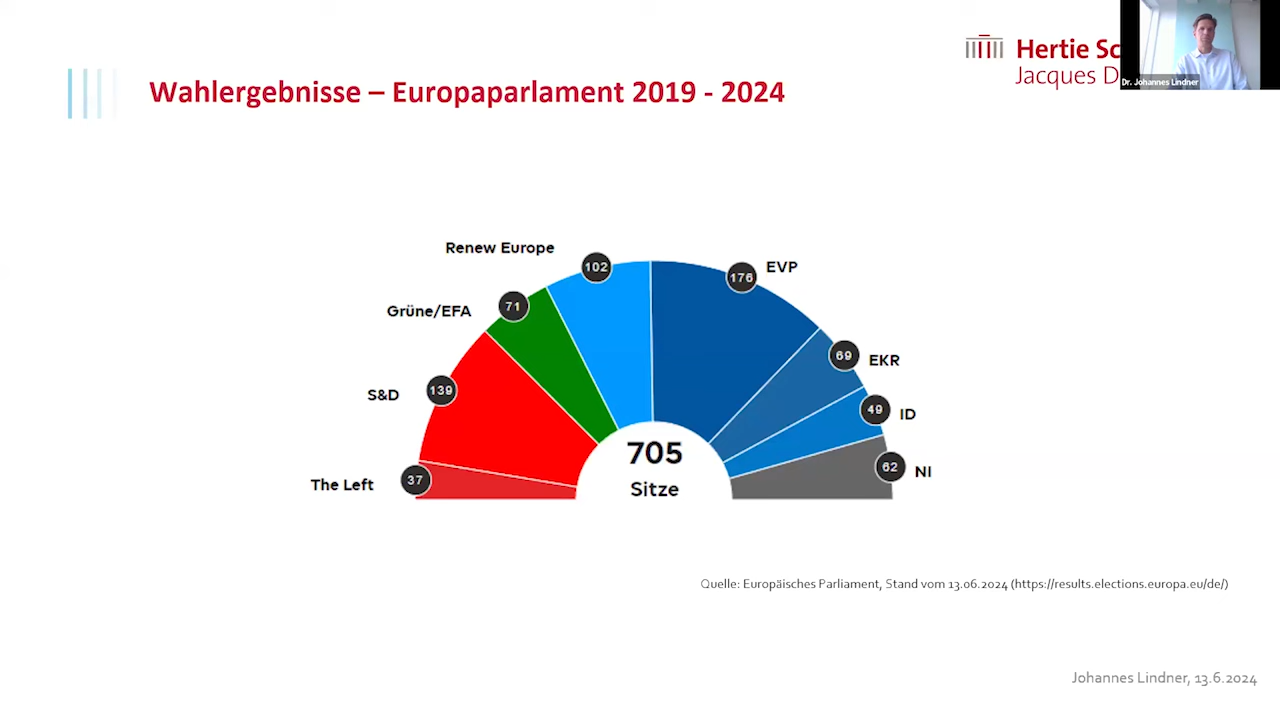 Hertie Sc
Jacques D
Dr. Johannes Lindner
Wahlergebnisse – Europaparlament 2019 - 2024
Renew Europe
102
176
EVP
Grüne/EFA
71
69
EKR
S&D
139
49
ID
The Left
37
705
Sitze
62
NI
Quelle: Europäisches Parliament, Stand vom 13.06.2024 (https://results.elections.europa.eu/de/)
Johannes Lindner, 13.6.2024